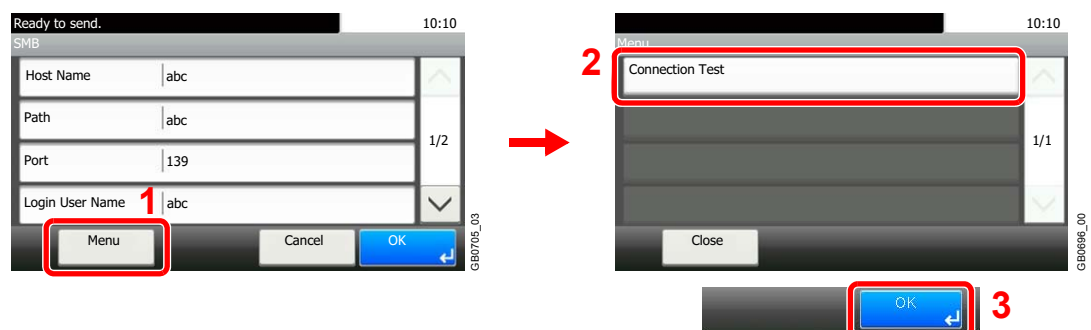 Ready to send.
10:10
SMB
Host Name
abc
Path
abc
1/2
Port
139
Login User Name
1
abc
Menu
Cancel
OK
GB0705_03
10:10
Menu
2
Connection Test
1/1
Close
GB0696_00
OK
3